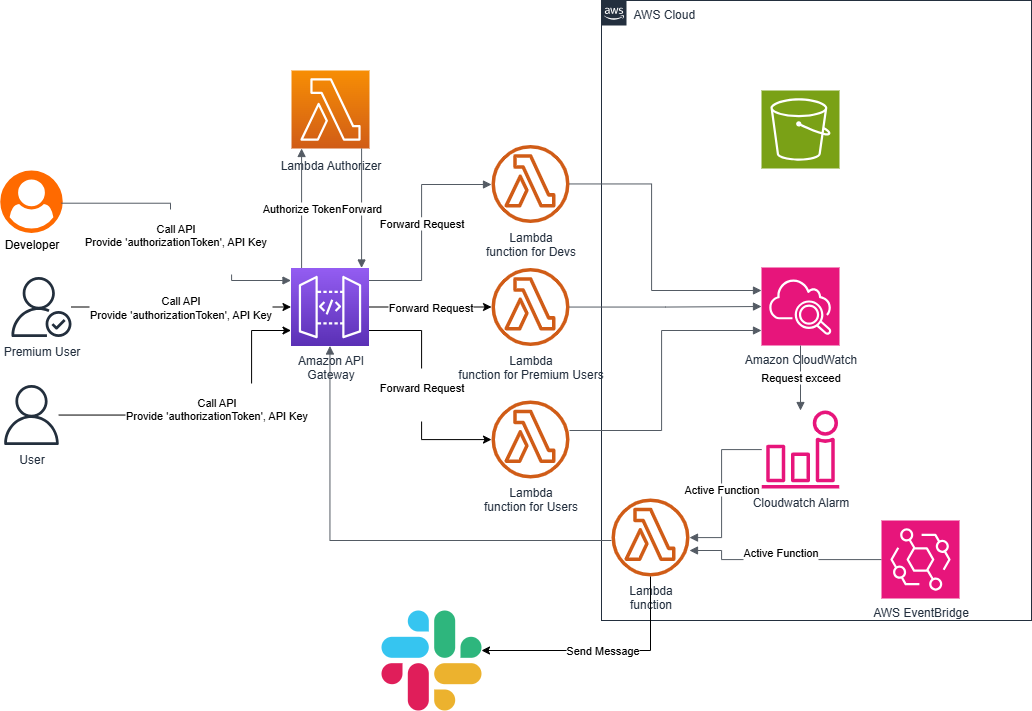 aws
AWS Cloud
Lambda Authorizer
Authorize Token
Forward
Developer
Call API
Provide 'authorizationToken', API Key
Forward Request
Lambda
function for Devs
Premium User
Call API
Provide 'authorizationToken', API Key
Amazon API
Gateway
Forward Request
Lambda
function for Premium Users
Amazon CloudWatch
Request exceed
User
Call API
Provide 'authorizationToken', API Key
Forward Request
Lambda
function for Users
Active Function
Cloudwatch Alarm
Lambda
function
Active Function
AWS EventBridge
Send Message